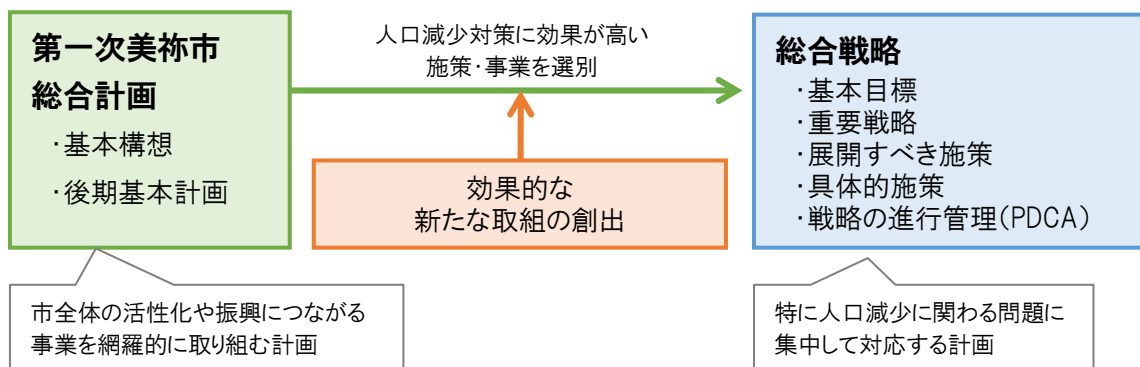 第一次美祢市
総合計画
・基本構想
・後期基本計画
人口減少対策に効果が高い
施策・事業を選別
効果的な
新たな取組の創出
総合戦略
・基本目標
・重要戦略
・展開すべき施策
・具体的施策
・戦略の進行管理(PDCA)
市全体の活性化や振興につながる
事業を網羅的に取り組む計画
特に人口減少に関わる問題に
集中して対応する計画